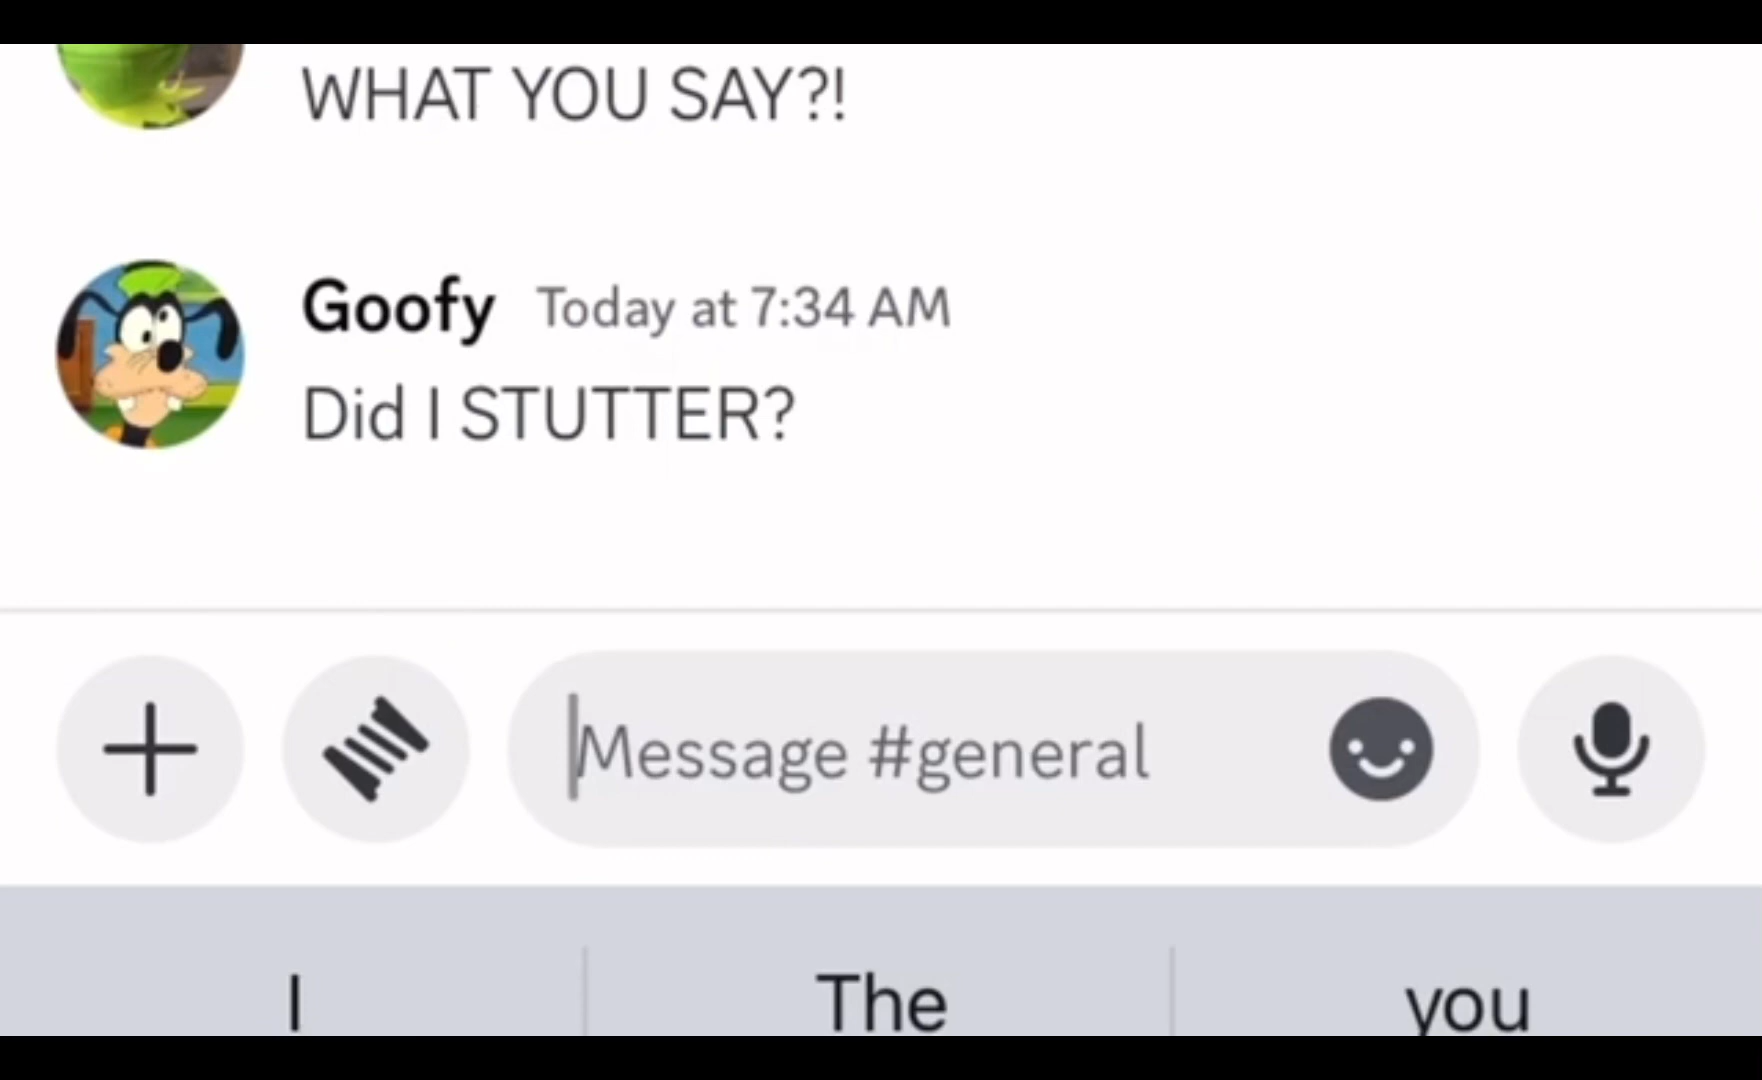 WHAT YOU SAY?!
Goofy Today at 7:34 AM
Did I STUTTER?
Message #general
I The you